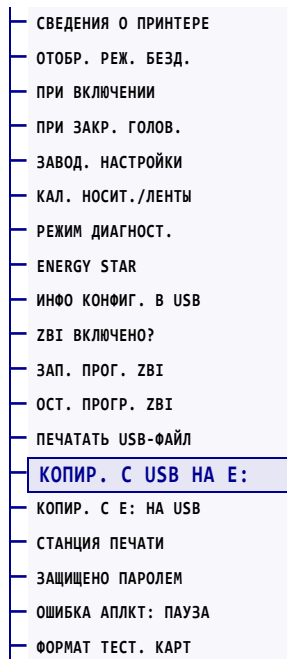 СВЕДЕНИЯ О ПРИНТЕРЕ
ОТОБР. РЕЖ. БЕЗД.
ПРИ ВКЛЮЧЕНИИ
ПРИ ЗАКР. ГОЛОВ.
ЗАВОД. НАСТРОЙКИ
КАЛ. НОСИТ./ЛЕНТЫ
РЕЖИМ ДИАГНОСТ.
ENERGY STAR
ИНФО КОНФИГ. В USB
ZBI ВКЛЮЧЕНО?
ЗАП. ПРОГ. ZBI
ОСТ. ПРОГР. ZBI
ПЕЧАТАТЬ USB-ФАЙЛ
КОПИР. С USB НА E:
КОПИР. С E: НА USB
СТАНЦИЯ ПЕЧАТИ
ЗАЩИЩЕНО ПАРОЛЕМ
ОШИБКА АПЛКТ: ПАУЗА
ФОРМАТ ТЕСТ. КАРТ